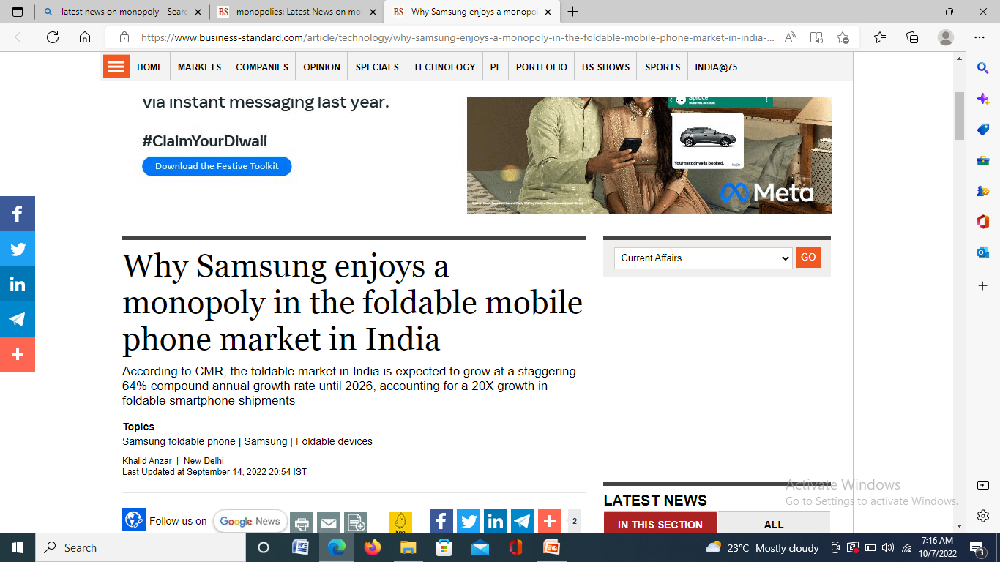 latest news on monopoly - Searc
BS monopolies: Latest News on mo
BS Why Samsung enjoys a monopol
https://www.business-standard.com/article/technology/why-samsung-enjoys-a-monopoly-in-the-foldable-mobile-phone-market-in-india-...
HOME MARKETS COMPANIES OPINION SPECIALS TECHNOLOGY PF PORTFOLIO BS SHOWS SPORTS INDIA@75
via instant messaging last year.
#ClaimYourDiwali
Download the Festive Toolkit
Spruce
Business Account
Your test drive is booked.
Meta
Why Samsung enjoys a
monopoly in the foldable mobile
phone market in India
According to CMR, the foldable market in India is expected to grow at a staggering
64% compound annual growth rate until 2026, accounting for a 20X growth in
foldable smartphone shipments
Topics
Samsung foldable phone | Samsung | Foldable devices
Khalid Anzar | New Delhi
Last Updated at September 14, 2022 20:54 IST
Follow us on Google News
Koo
2
Current Affairs
GO
LATEST NEWS
IN THIS SECTION ALL
Activate Windows
Go to Settings to activate Windows.
Search
23°C Mostly cloudy
7:16 AM
10/7/2022
3